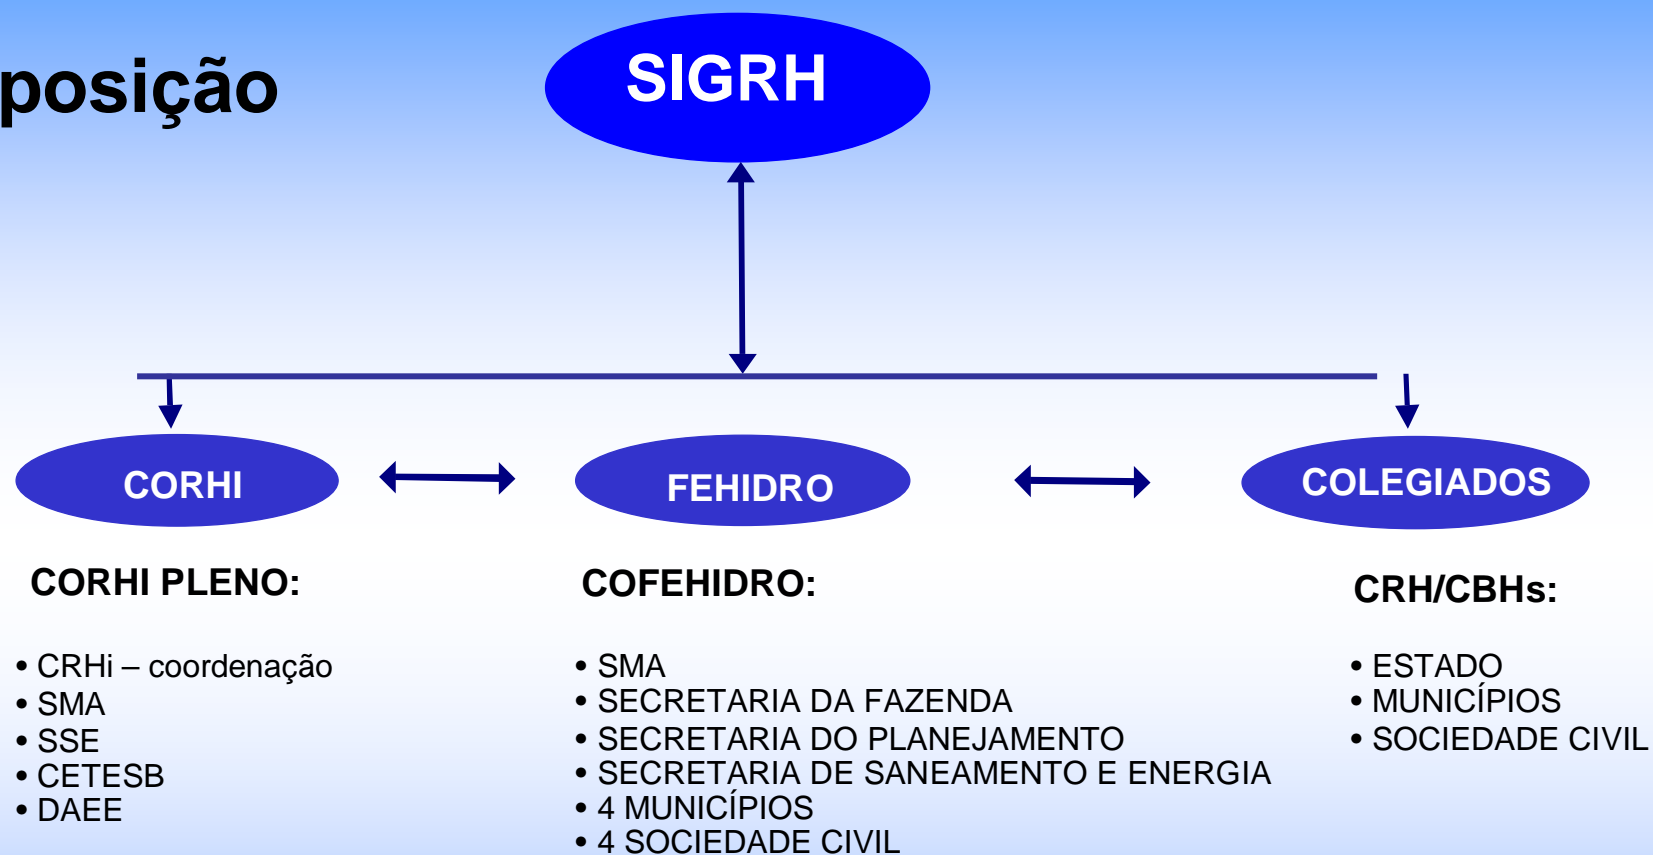 posição
SIGRH
CORHI
FEHIDRO
COLEGIADOS
CORHI PLENO:
• CRHi – coordenação
• SMA
• SSE
• CETESB
• DAEE
COFEHIDRO:
• SMA
• SECRETARIA DA FAZENDA
• SECRETARIA DO PLANEJAMENTO
• SECRETARIA DE SANEAMENTO E ENERGIA
• 4 MUNICÍPIOS
• 4 SOCIEDADE CIVIL
CRH/CBHs:
• ESTADO
• MUNICÍPIOS
• SOCIEDADE CIVIL